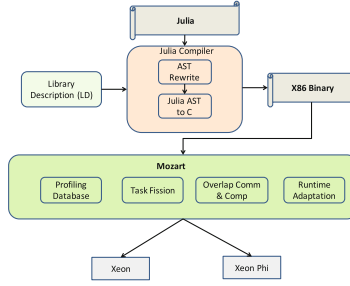 Julia
Julia Compiler
AST
Rewrite
Library
Description (LD)
Julia AST
to C
X86 Binary
Mozart
Profiling
Database
Task Fission
Overlap Comm
& Comp
Runtime
Adaptation
Xeon
Xeon Phi